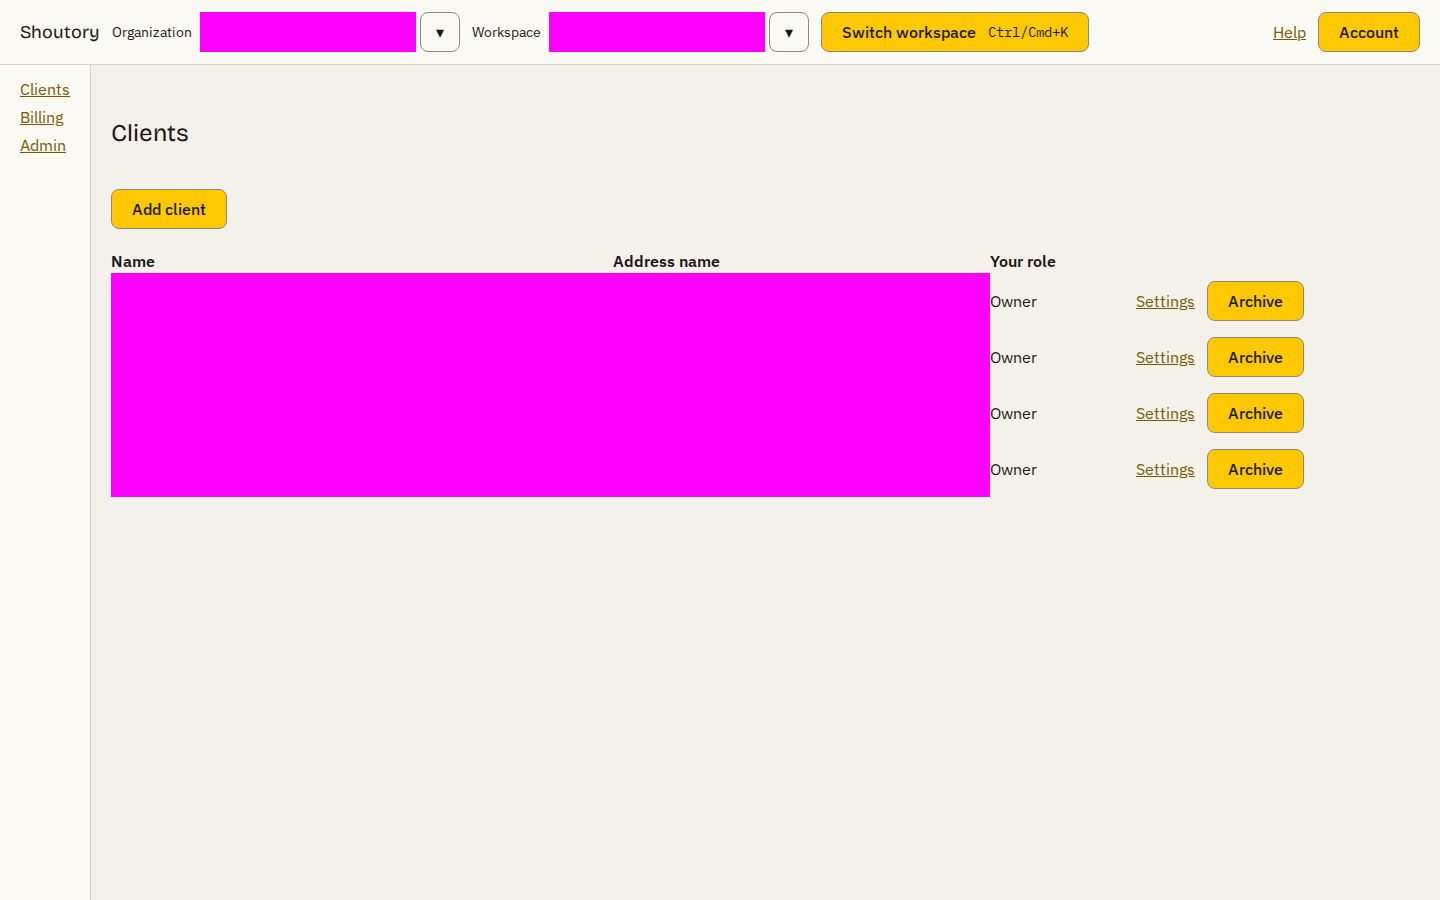 Shoutory Organization ▾ Workspace ▾ Switch workspace Ctrl/Cmd+K Help Account
Clients
Billing
Admin
Clients
Add client
Name Address name Your role
Owner Settings Archive
Owner Settings Archive
Owner Settings Archive
Owner Settings Archive